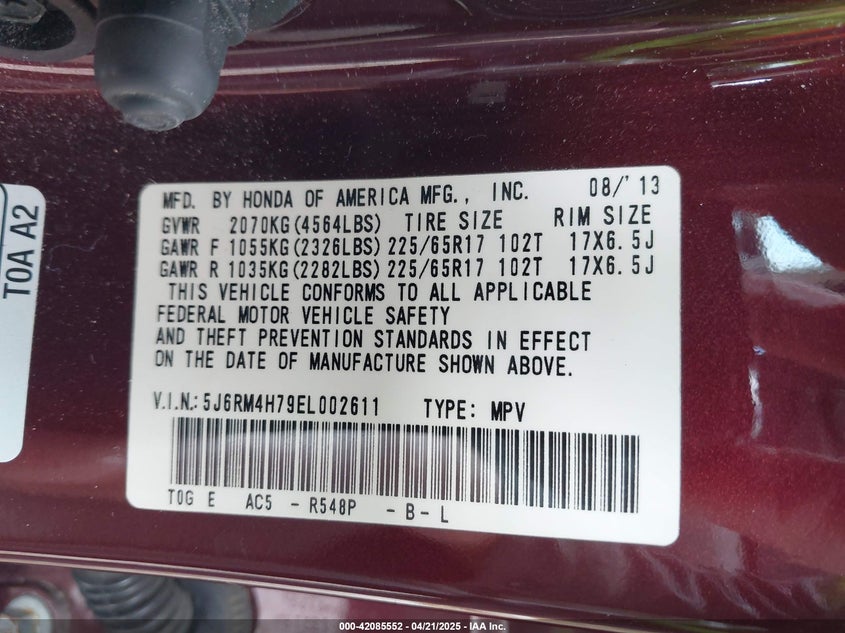 T0A A2
MFD. BY HONDA OF AMERICA MFG., INC. 08/'13
GVWR 2070KG(4564LBS) TIRE SIZE RIM SIZE
GAWR F 1055KG(2326LBS) 225/65R17 102T 17X6.5J
GAWR R 1035KG(2282LBS) 225/65R17 102T 17X6.5J
THIS VEHICLE CONFORMS TO ALL APPLICABLE
FEDERAL MOTOR VEHICLE SAFETY
AND THEFT PREVENTION STANDARDS IN EFFECT
ON THE DATE OF MANUFACTURE SHOWN ABOVE.
V.I.N.: 5J6RM4H79EL002611 TYPE: MPV
T0G E AC5 - R548P - B - L
000-42085552 - 04/21/2025 - IAA Inc.